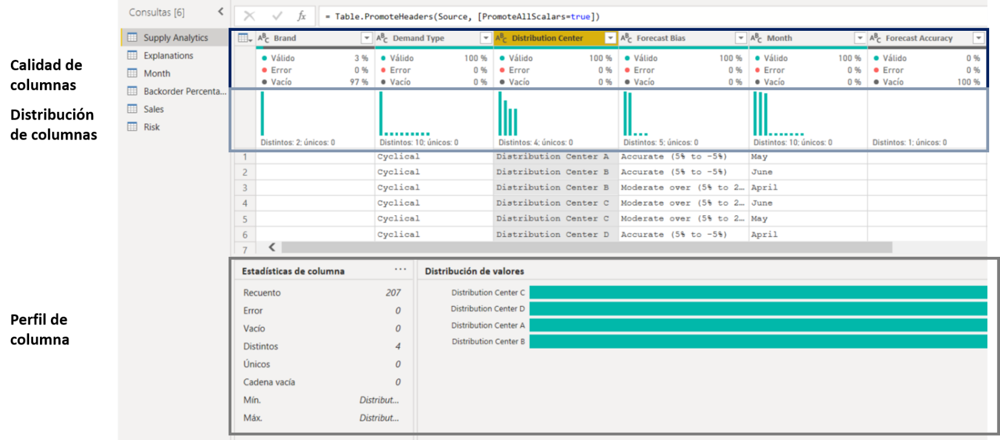 Consultas [6]
= Table.PromoteHeaders(Source, [PromoteAllScalars=true])
Supply Analytics
Explanations
Month
Backorder Percenta...
Sales
Risk
Calidad de
columnas
Distribución
de columnas
Perfil de
columna
Brand Demand Type Distribution Center Forecast Bias Month Forecast Accuracy
Válido 3 % Válido 100 % Válido 100 % Válido 100 % Válido 100 % Válido 0 %
Error 0 % Error 0 % Error 0 % Error 0 % Error 0 % Error 0 %
Vacío 97 % Vacío 0 % Vacío 0 % Vacío 0 % Vacío 0 % Vacío 100 %
Distintos: 2; únicos: 0 Distintos: 10; únicos: 0 Distintos: 4; únicos: 0 Distintos: 5; únicos: 0 Distintos: 10; únicos: 0 Distintos: 1; únicos: 0
1 Cyclical Distribution Center A Accurate (5% to -5%) May
2 Cyclical Distribution Center B Accurate (5% to -5%) June
3 Cyclical Distribution Center B Moderate over (5% to 2... April
4 Cyclical Distribution Center C Moderate over (5% to 2... June
5 Cyclical Distribution Center C Moderate over (5% to 2... May
6 Cyclical Distribution Center D Accurate (5% to -5%) April
7
Estadísticas de columna ...
Recuento 207
Error 0
Vacío 0
Distintos 4
Únicos 0
Cadena vacía 0
Mín. Distribut...
Máx. Distribut...
Distribución de valores
Distribution Center C
Distribution Center D
Distribution Center A
Distribution Center B